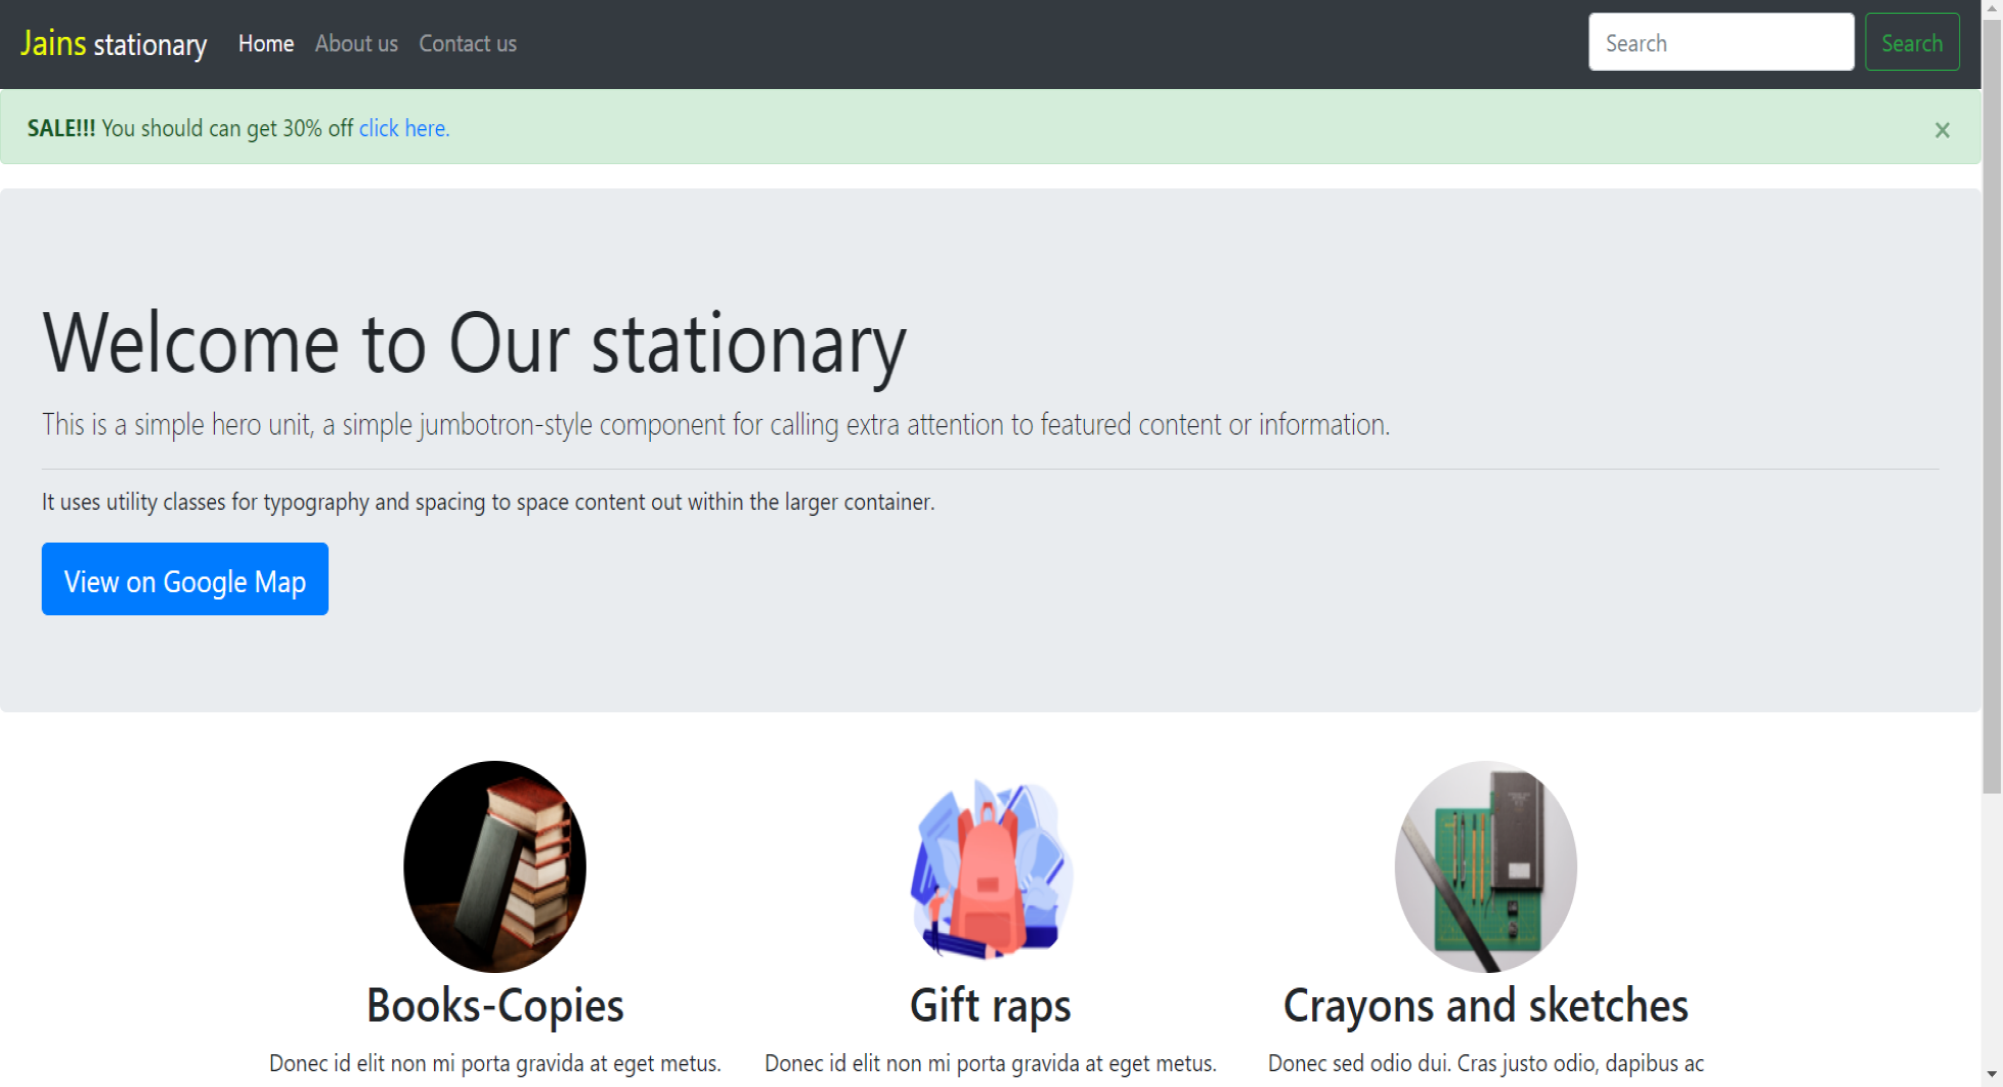 Jains stationary Home About us Contact us Search Search
SALE!!! You should can get 30% off click here. ×
Welcome to Our stationary
This is a simple hero unit, a simple jumbotron-style component for calling extra attention to featured content or information.
It uses utility classes for typography and spacing to space content out within the larger container.
View on Google Map
Books-Copies Gift raps Crayons and sketches
Donec id elit non mi porta gravida at eget metus. Donec id elit non mi porta gravida at eget metus. Donec sed odio dui. Cras justo odio, dapibus ac